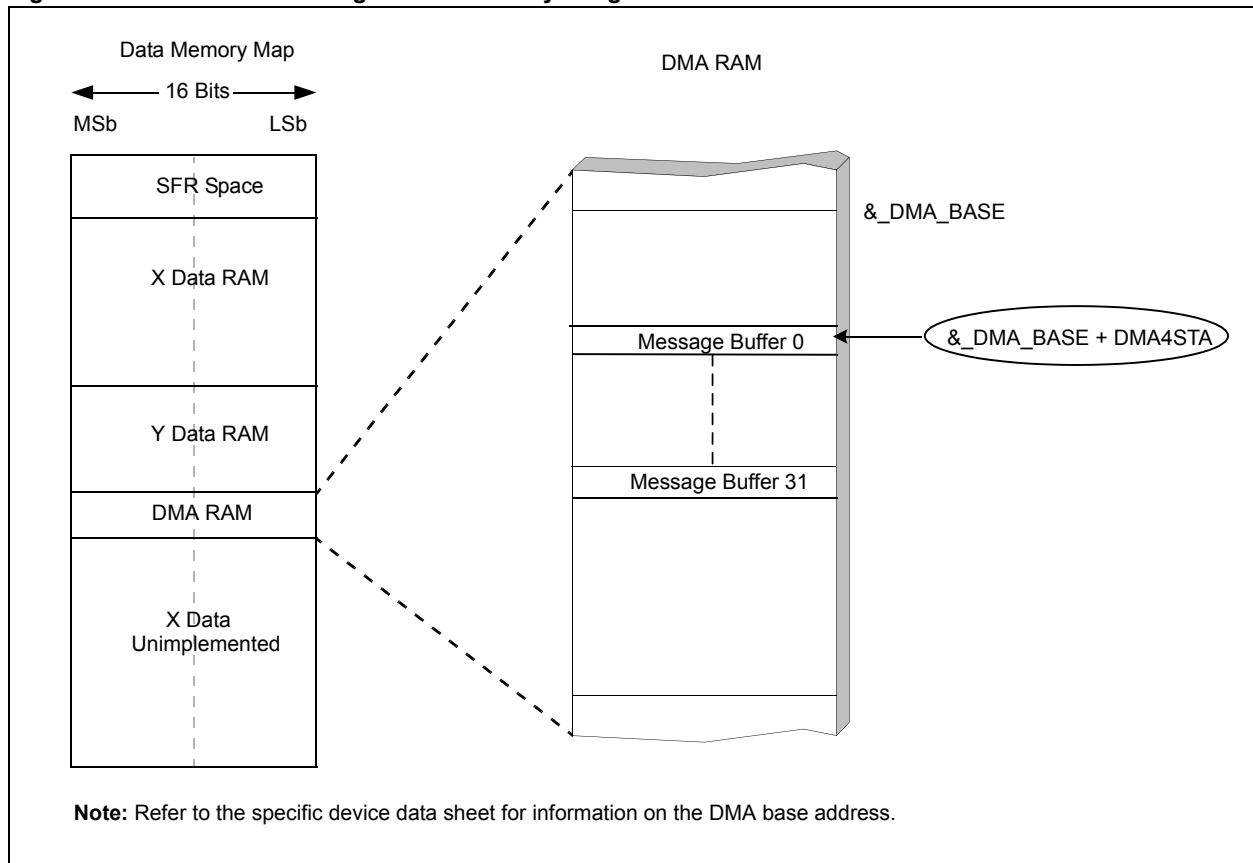 Data Memory Map
16 Bits
MSb LSb
SFR Space
X Data RAM
Y Data RAM
DMA RAM
X Data
Unimplemented
DMA RAM
&_DMA_BASE
Message Buffer 0
&_DMA_BASE + DMA4STA
Message Buffer 31
Note: Refer to the specific device data sheet for information on the DMA base address.